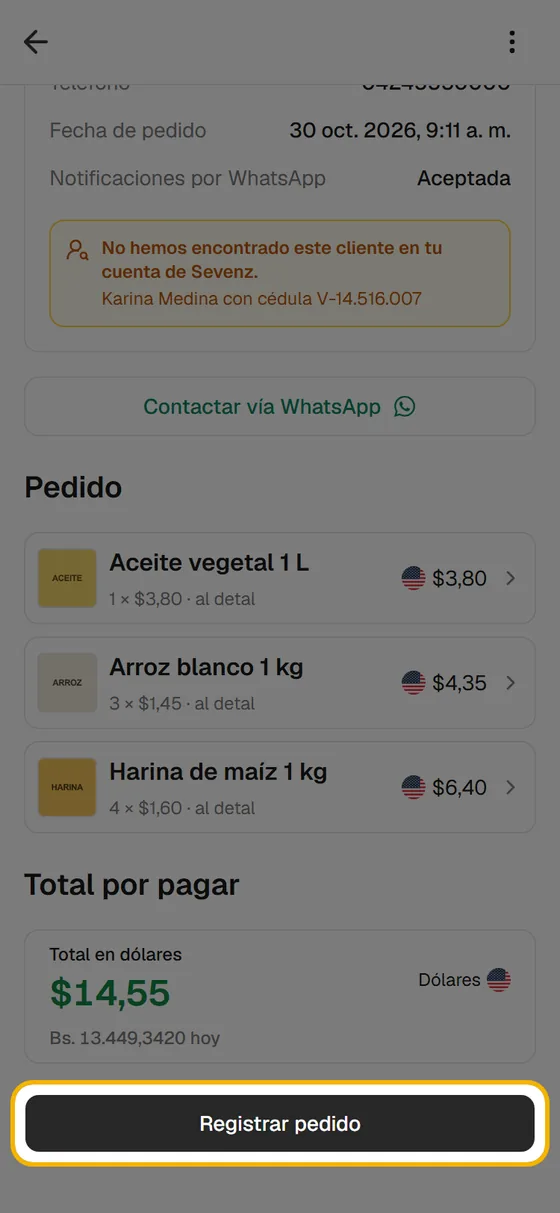 Teléfono
Fecha de pedido 30 oct. 2026, 9:11 a. m.
Notificaciones por WhatsApp Aceptada
No hemos encontrado este cliente en tu
cuenta de Sevenz.
Karina Medina con cédula V-14.516.007
Contactar vía WhatsApp
Pedido
ACEITE
Aceite vegetal 1 L
$3,80
1 × $3,80 · al detal
ARROZ
Arroz blanco 1 kg
$4,35
3 × $1,45 · al detal
HARINA
Harina de maíz 1 kg
$6,40
4 × $1,60 · al detal
Total por pagar
Total en dólares
$14,55
Dólares
Bs. 13.449,3420 hoy
Registrar pedido